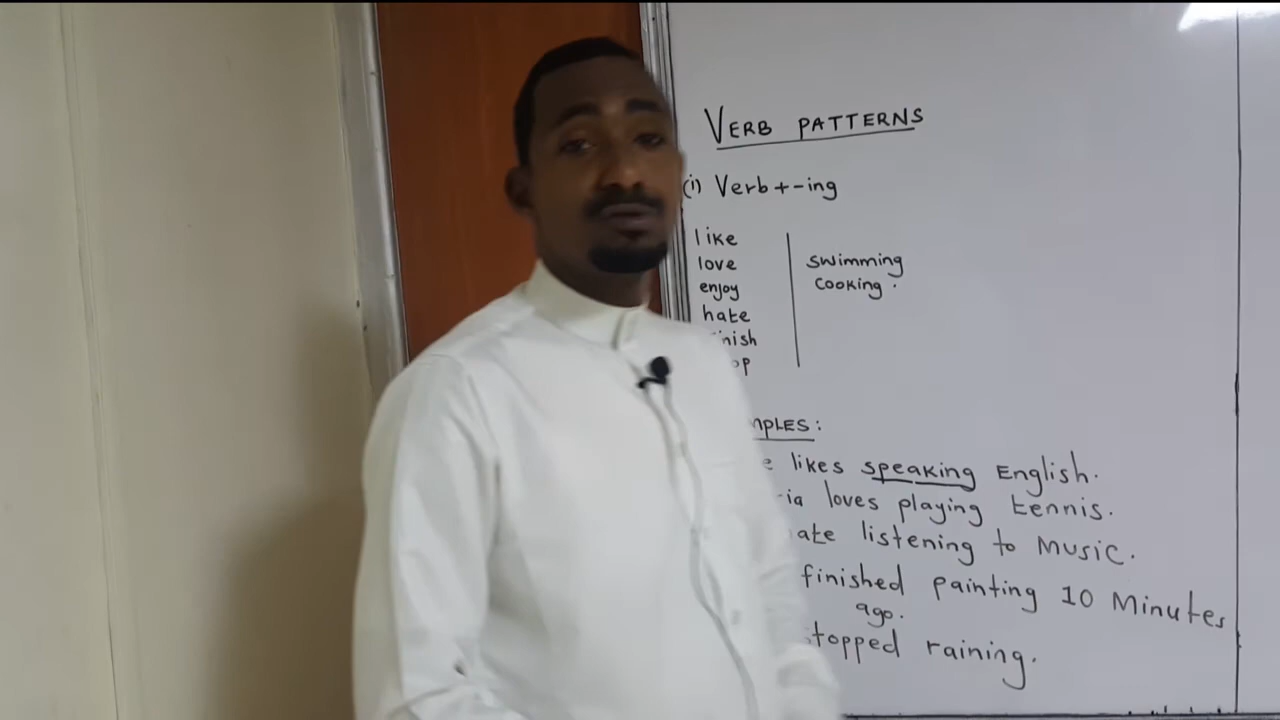 VERB PATTERNS
(i) Verb + -ing
like
love
enjoy
hate
swimming
cooking.
likes speaking English.
loves playing tennis.
listening to Music.
finished painting 10 Minutes
ago.
raining.